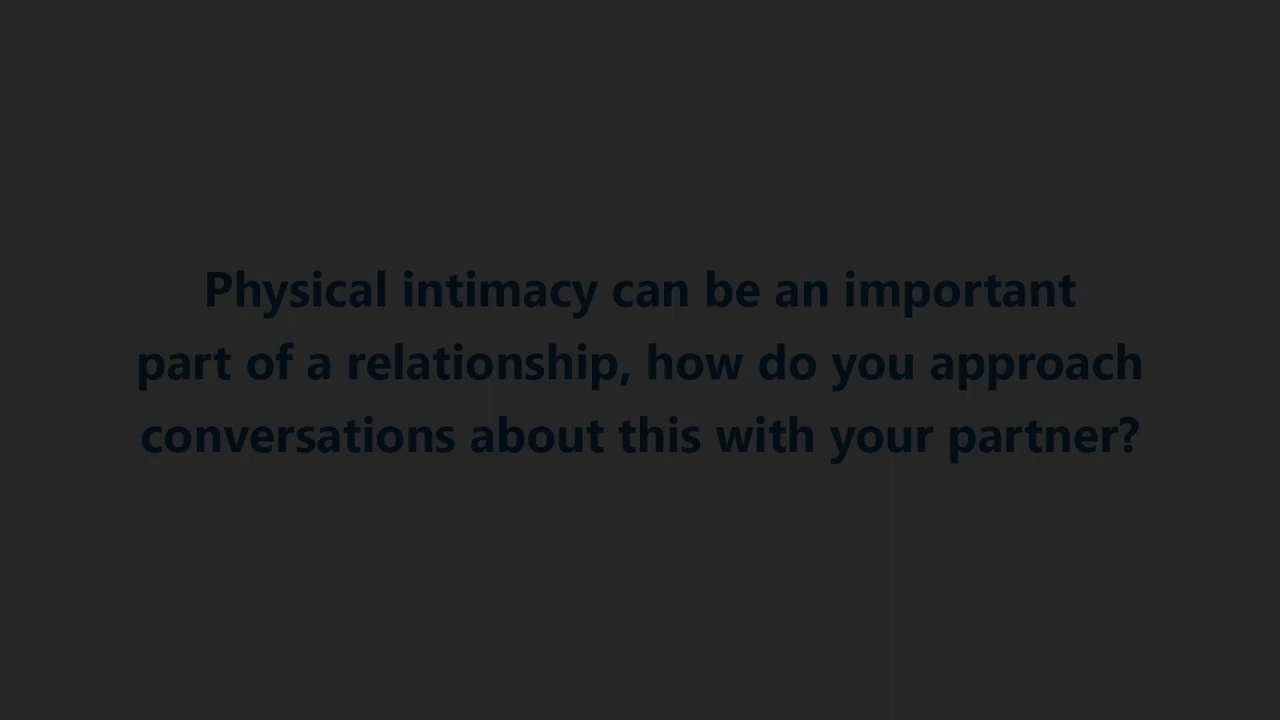 Physical intimacy can be an important
part of a relationship, how do you approach
conversations about this with your partner?